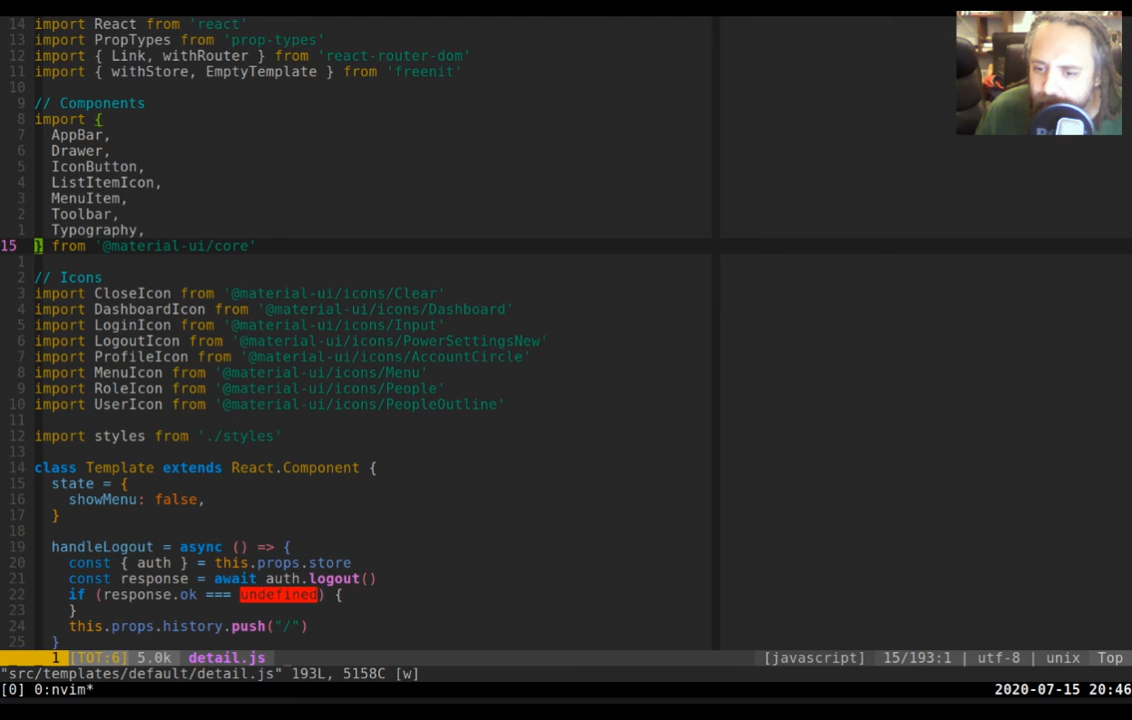 14 import React from 'react'
13 import PropTypes from 'prop-types'
12 import { Link, withRouter } from 'react-router-dom'
11 import { withStore, EmptyTemplate } from 'freenit'
10
9 // Components
8 import {
7   AppBar,
6   Drawer,
5   IconButton,
4   ListItemIcon,
3   MenuItem,
2   Toolbar,
1   Typography,
15 } from '@material-ui/core'
1
2 // Icons
3 import CloseIcon from '@material-ui/icons/Clear'
4 import DashboardIcon from '@material-ui/icons/Dashboard'
5 import LoginIcon from '@material-ui/icons/Input'
6 import LogoutIcon from '@material-ui/icons/PowerSettingsNew'
7 import ProfileIcon from '@material-ui/icons/AccountCircle'
8 import MenuIcon from '@material-ui/icons/Menu'
9 import RoleIcon from '@material-ui/icons/People'
10 import UserIcon from '@material-ui/icons/PeopleOutline'
11
12 import styles from './styles'
13
14 class Template extends React.Component {
15   state = {
16     showMenu: false,
17   }
18
19   handleLogout = async () => {
20     const { auth } = this.props.store
21     const response = await auth.logout()
22     if (response.ok === undefined) {
23     }
24     this.props.history.push("/")
25   }
1 [TOT:6] 5.0k detail.js [javascript] 15/193:1 | utf-8 | unix Top
"src/templates/default/detail.js" 193L, 5158C [w]
[0] 0:nvim* 2020-07-15 20:46